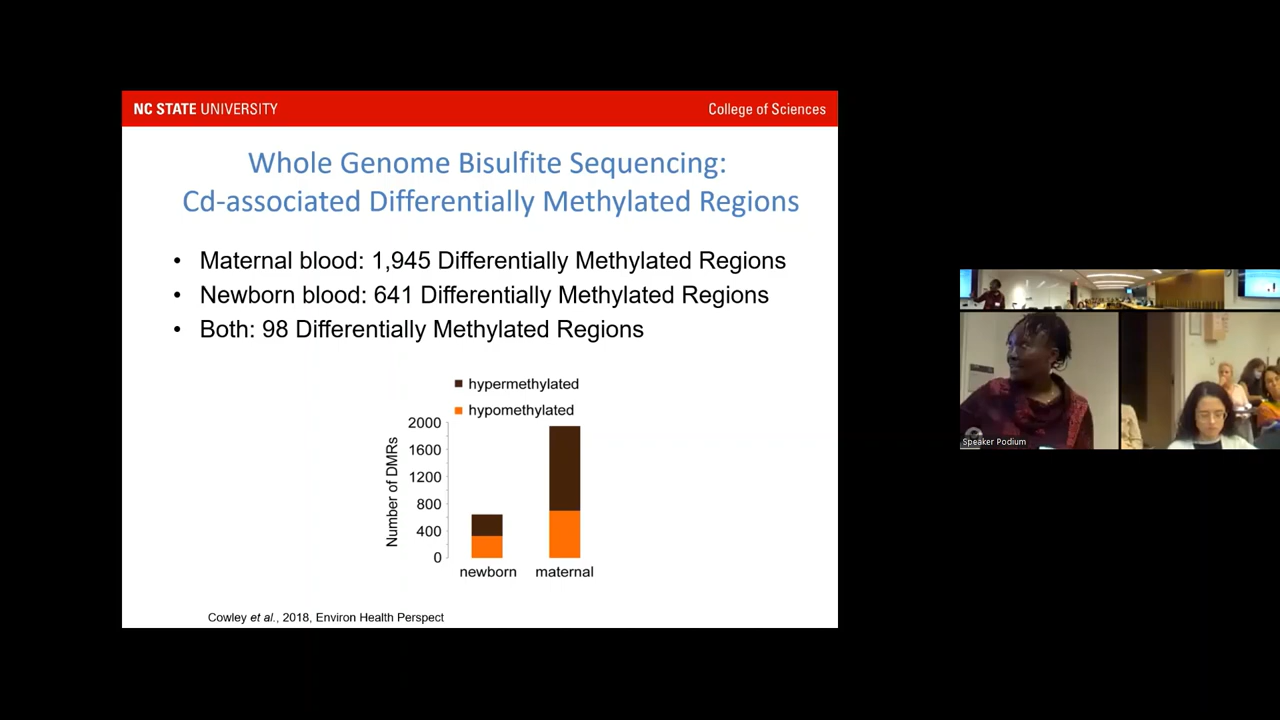 NC STATE UNIVERSITY
College of Sciences
Whole Genome Bisulfite Sequencing:
Cd-associated Differentially Methylated Regions
• Maternal blood: 1,945 Differentially Methylated Regions
• Newborn blood: 641 Differentially Methylated Regions
• Both: 98 Differentially Methylated Regions
hypermethylated
hypomethylated
Number of DMRs
2000
1600
1200
800
400
0
newborn
maternal
Cowley et al., 2018, Environ Health Perspect
Speaker Podium